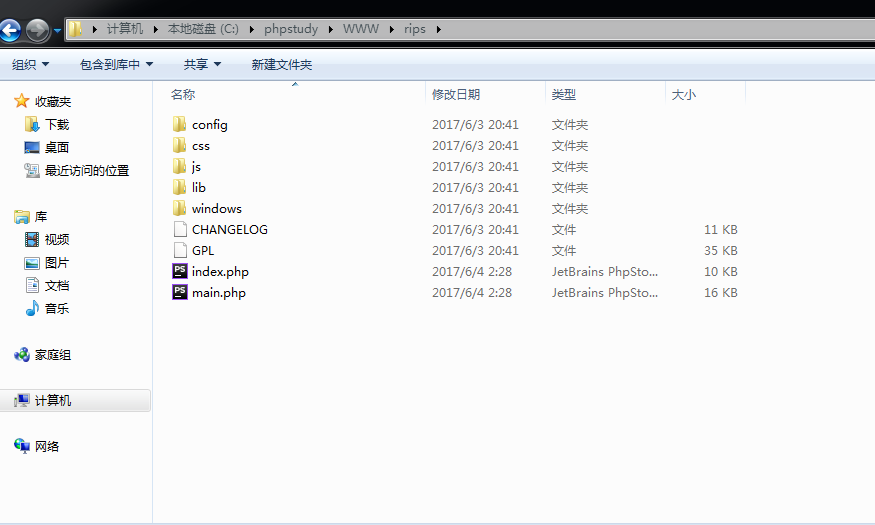 计算机 本地磁盘 (C:) phpstudy WWW rips
组织 包含到库中 共享 新建文件夹
收藏夹
下载
桌面
最近访问的位置
库
视频
图片
文档
音乐
家庭组
计算机
网络
名称 修改日期 类型 大小
config 2017/6/3 20:41 文件夹
css 2017/6/3 20:41 文件夹
js 2017/6/3 20:41 文件夹
lib 2017/6/3 20:41 文件夹
windows 2017/6/3 20:41 文件夹
CHANGELOG 2017/6/3 20:41 文件 11 KB
GPL 2017/6/3 20:41 文件 35 KB
PS index.php 2017/6/4 2:28 JetBrains PhpSto... 10 KB
PS main.php 2017/6/4 2:28 JetBrains PhpSto... 16 KB